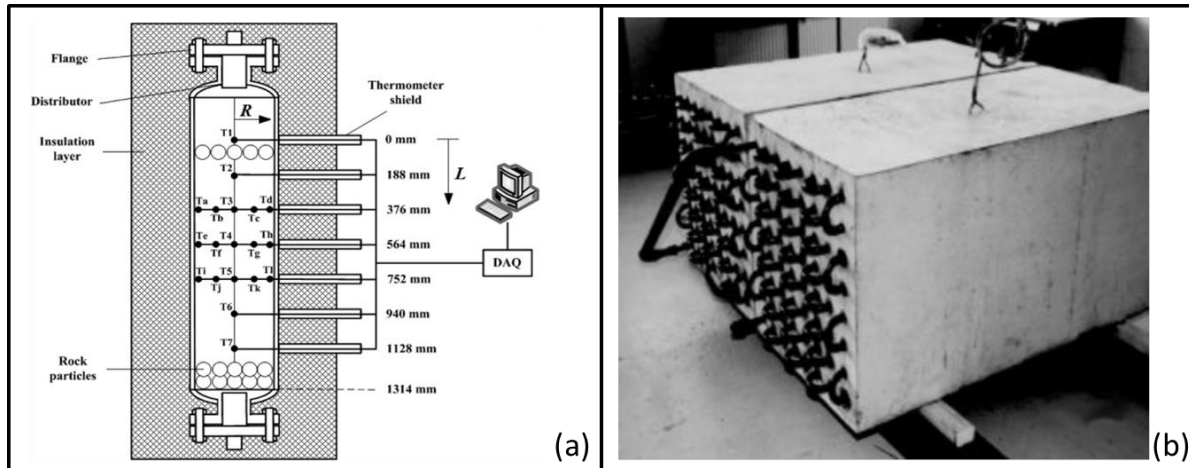 Flange
Distributor
Insulation
layer
Rock
particles
R
Thermometer
shield
T1
T2
Ta T3 Td
Tb Tc
Te T4 Th
Tf Tg
Ti T5 Tl
Tj Tk
T6
T7
0 mm
L
188 mm
376 mm
564 mm
752 mm
940 mm
1128 mm
1314 mm
DAQ
(a)
(b)